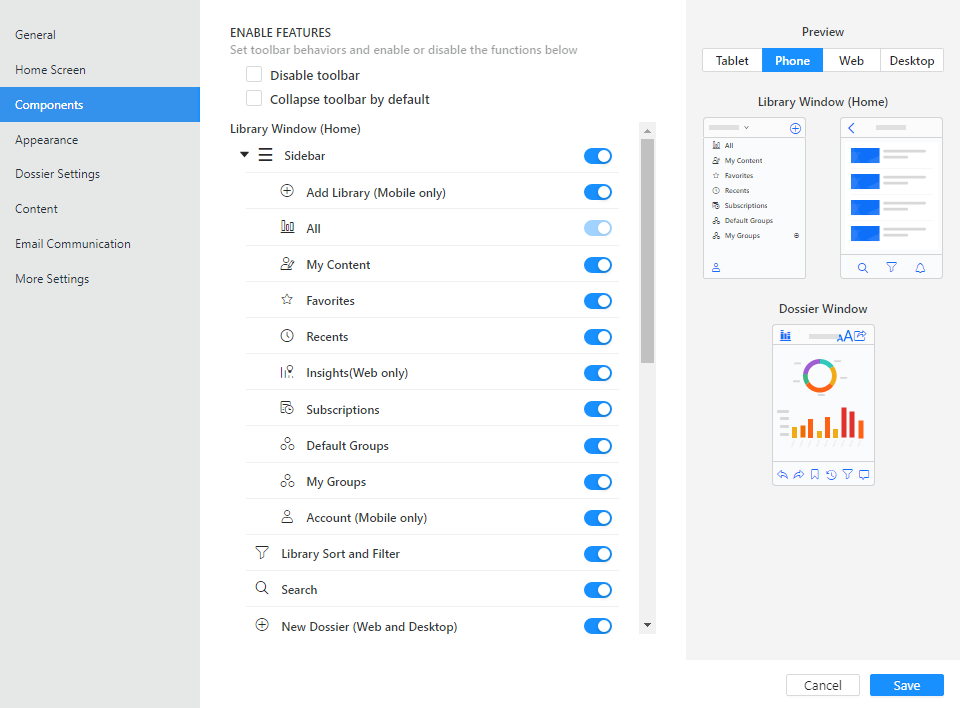 General
Home Screen
Components
Appearance
Dossier Settings
Content
Email Communication
More Settings
ENABLE FEATURES
Set toolbar behaviors and enable or disable the functions below
Disable toolbar
Collapse toolbar by default
Library Window (Home)
Sidebar
Add Library (Mobile only)
All
My Content
Favorites
Recents
Insights(Web only)
Subscriptions
Default Groups
My Groups
Account (Mobile only)
Library Sort and Filter
Search
New Dossier (Web and Desktop)
Preview
Tablet Phone Web Desktop
Library Window (Home)
All
My Content
Favorites
Recents
Subscriptions
Default Groups
My Groups
Dossier Window
AA
Cancel Save